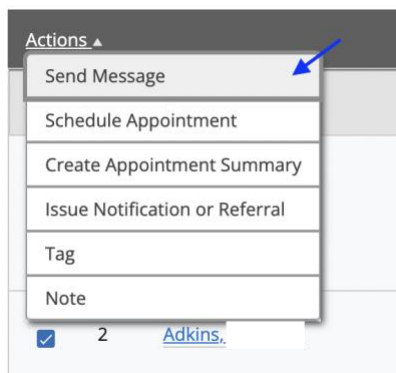 Actions ▲
Send Message
Schedule Appointment
Create Appointment Summary
Issue Notification or Referral
Tag
Note
2 Adkins,